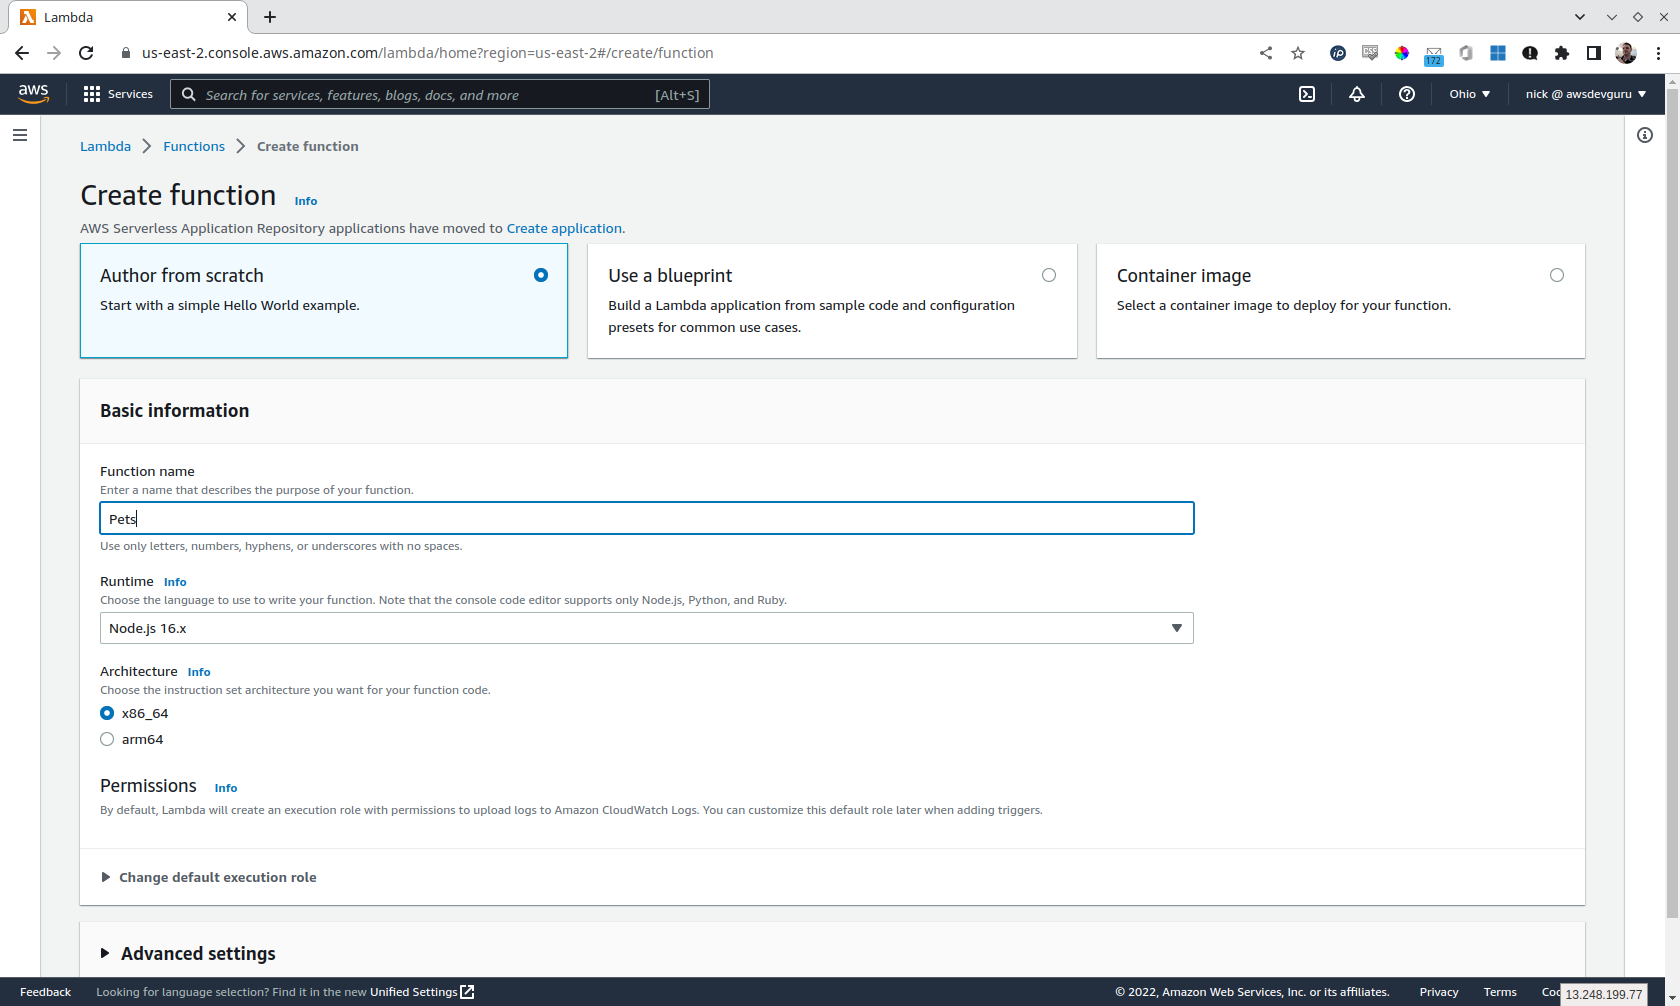 Lambda
us-east-2.console.aws.amazon.com/lambda/home?region=us-east-2#/create/function
172
aws Services Search for services, features, blogs, docs, and more [Alt+S] Ohio nick @ awsdevguru
Lambda Functions Create function
Create function Info
AWS Serverless Application Repository applications have moved to Create application.
Author from scratch
Start with a simple Hello World example.
Use a blueprint
Build a Lambda application from sample code and configuration
presets for common use cases.
Container image
Select a container image to deploy for your function.
Basic information
Function name
Enter a name that describes the purpose of your function.
Pets
Use only letters, numbers, hyphens, or underscores with no spaces.
Runtime Info
Choose the language to use to write your function. Note that the console code editor supports only Node.js, Python, and Ruby.
Node.js 16.x
Architecture Info
Choose the instruction set architecture you want for your function code.
x86_64
arm64
Permissions Info
By default, Lambda will create an execution role with permissions to upload logs to Amazon CloudWatch Logs. You can customize this default role later when adding triggers.
Change default execution role
Advanced settings
Feedback Looking for language selection? Find it in the new Unified Settings © 2022, Amazon Web Services, Inc. or its affiliates. Privacy Terms
13.248.199.77